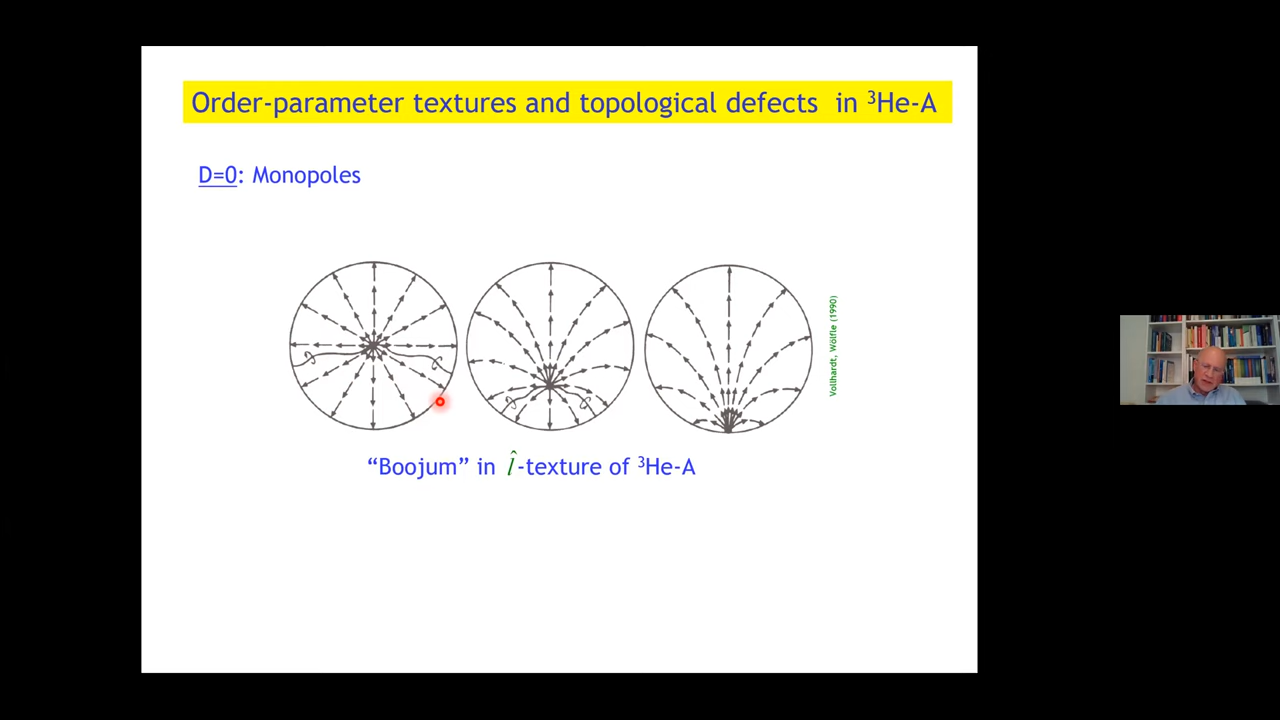 Order-parameter textures and topological defects in ³He-A
D=0: Monopoles
Vollhardt, Wölfle (1990)
“Boojum” in l̂-texture of ³He-A